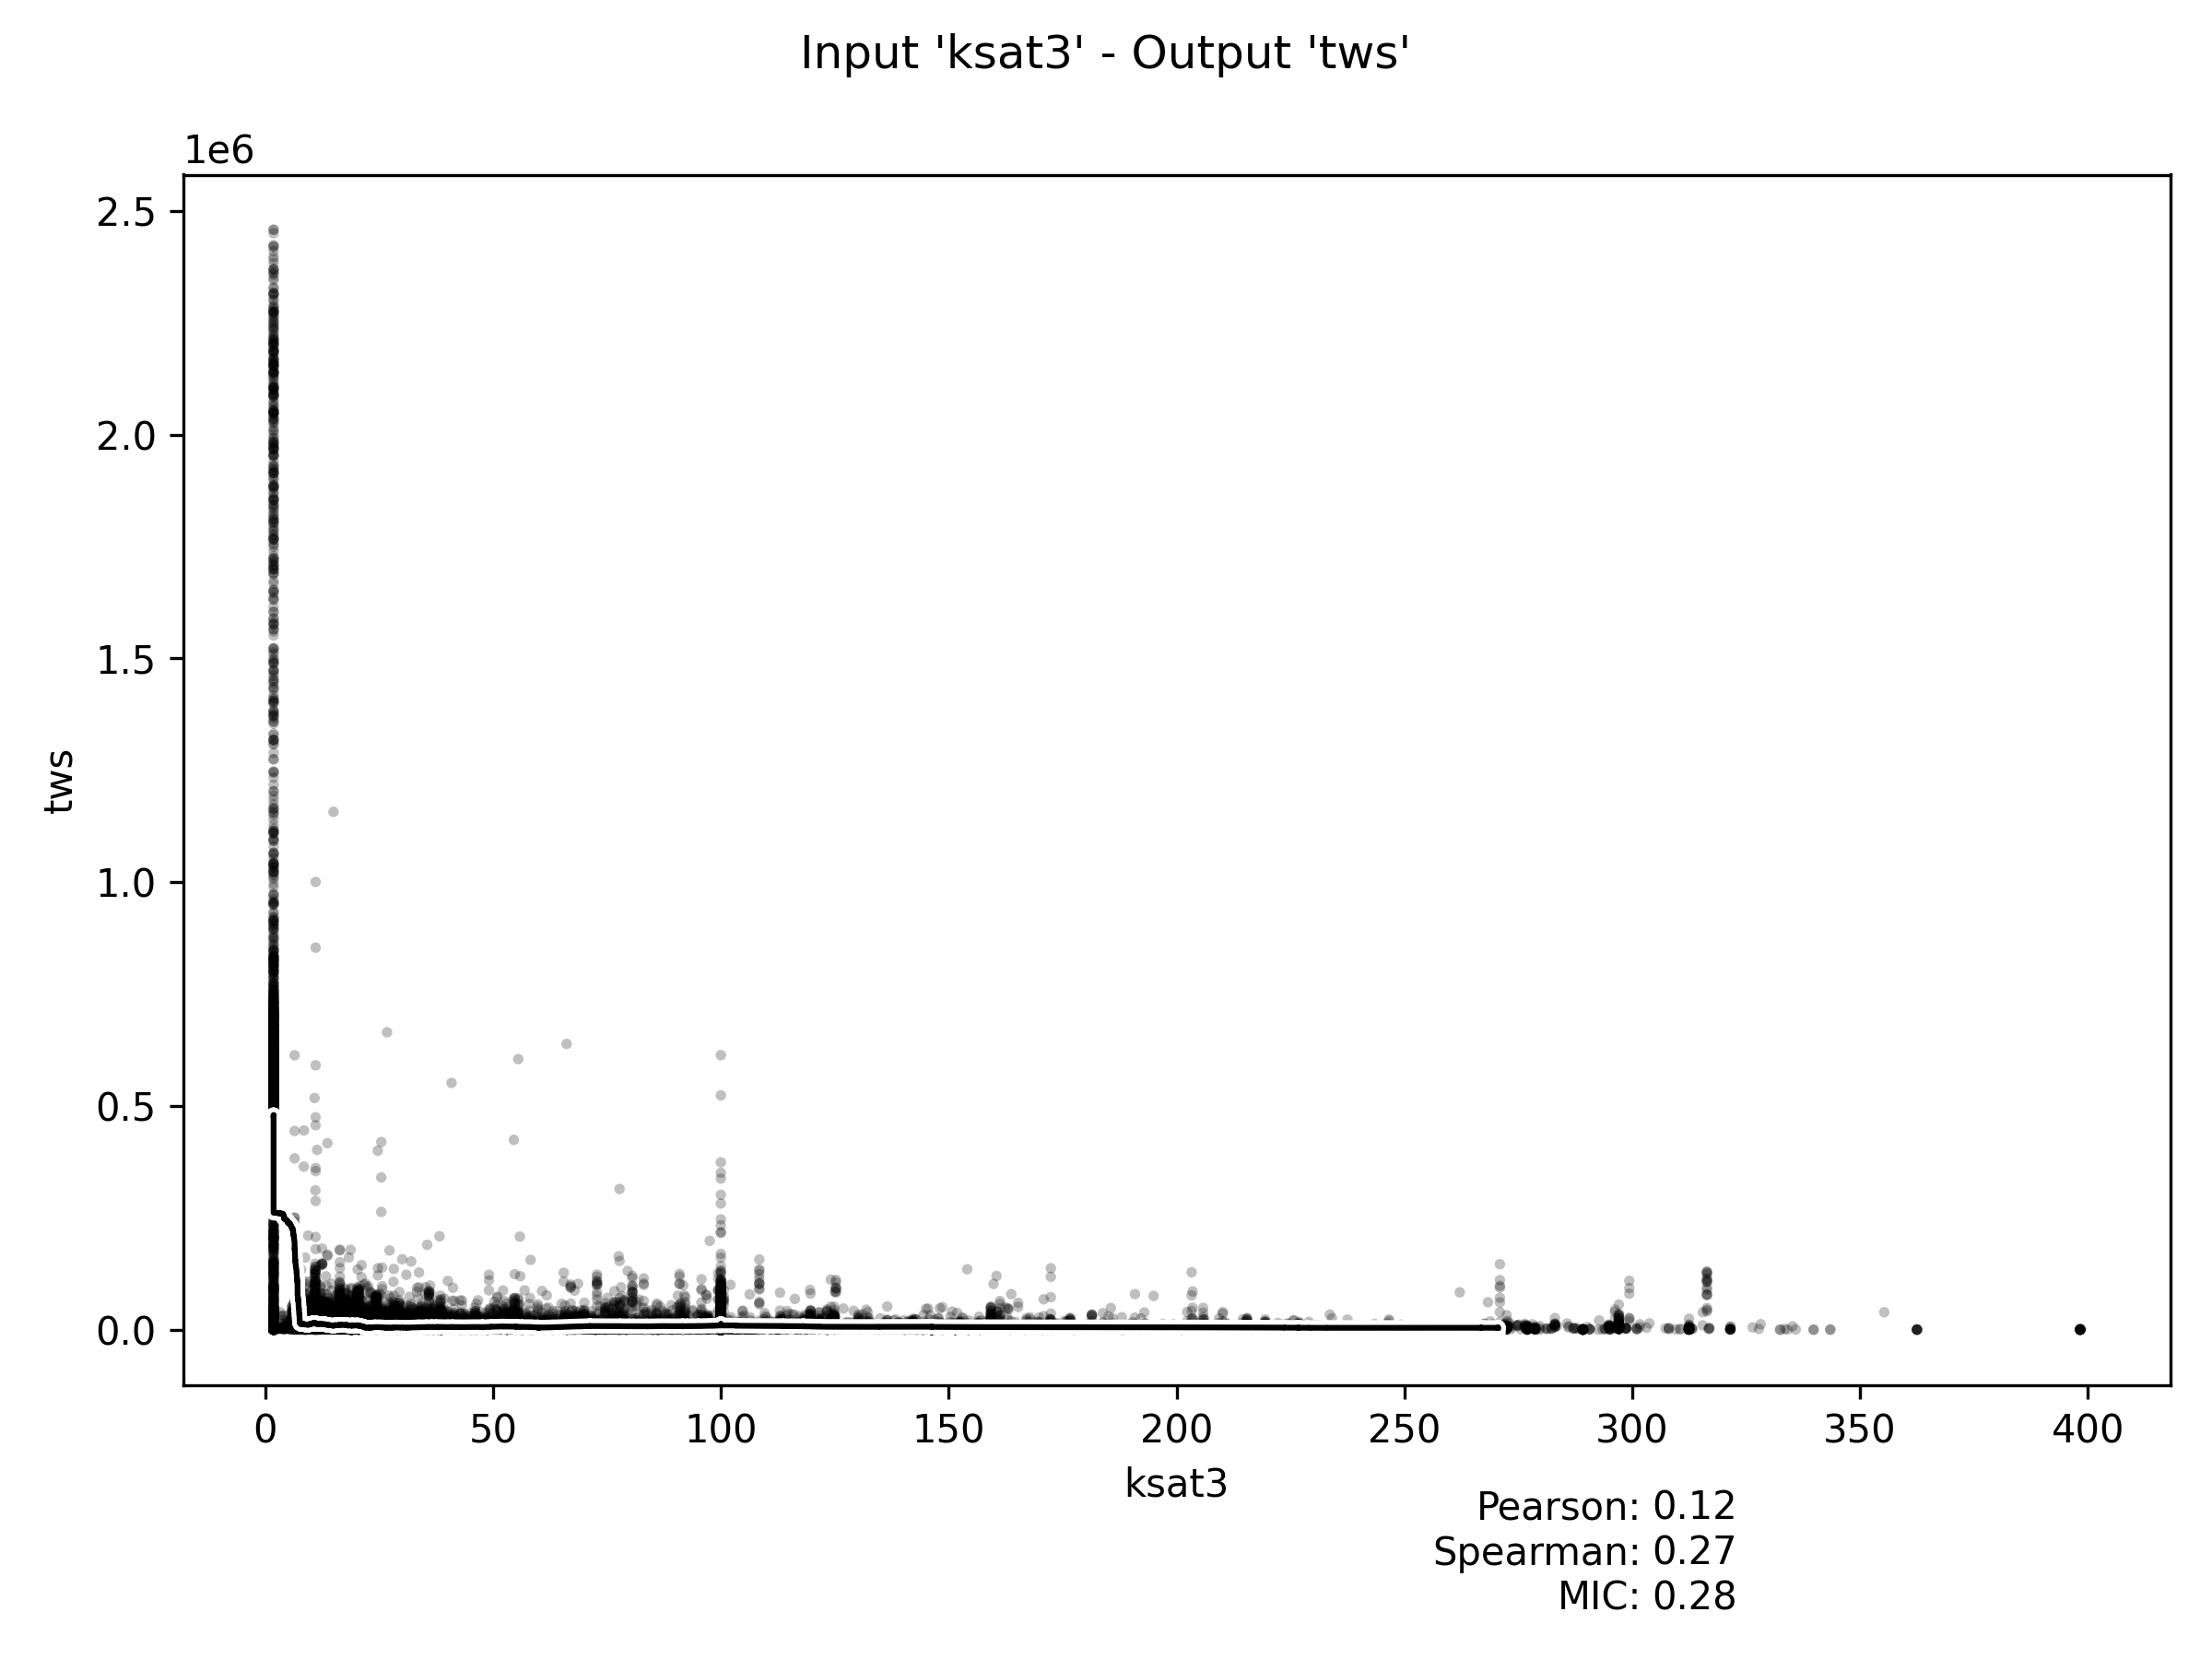 Input 'ksat3' - Output 'tws'
1e6
2.5
2.0
1.5
1.0
0.5
0.0
tws
0 50 100 150 200 250 300 350 400
ksat3
Pearson: 0.12
Spearman: 0.27
MIC: 0.28